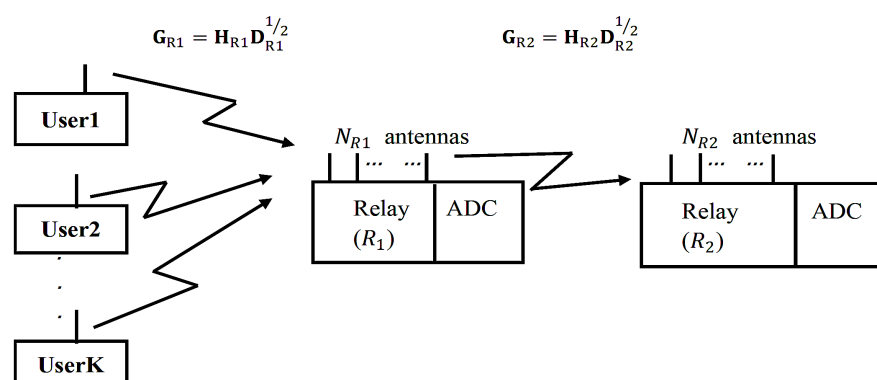 𝐆_R1 = 𝐇_R1 𝐃_R1^1/2
𝐆_R2 = 𝐇_R2 𝐃_R2^1/2
User1
N_R1 antennas
... ...
Relay
(R_1)
ADC
N_R2 antennas
... ...
Relay
(R_2)
ADC
User2
.
.
.
UserK